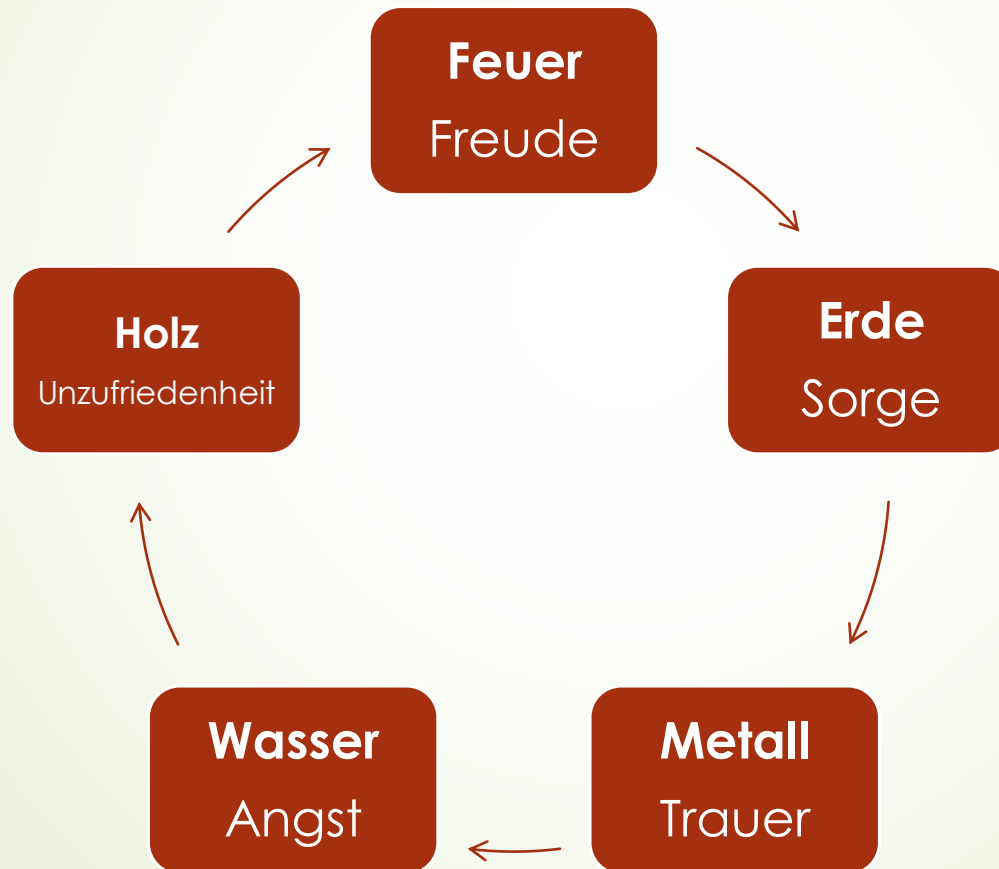 Feuer
Freude
Erde
Sorge
Metall
Trauer
Wasser
Angst
Holz
Unzufriedenheit